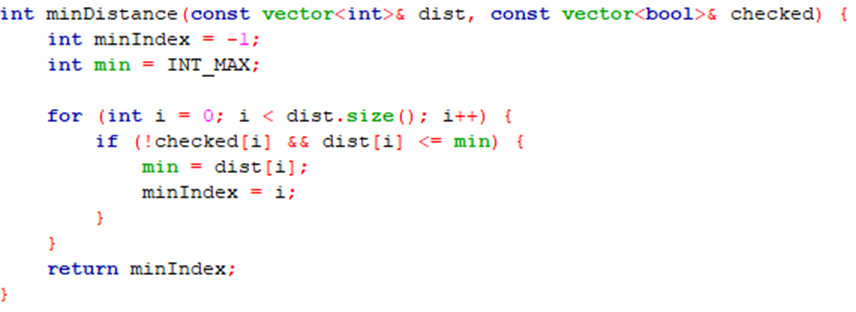 int minDistance(const vector<int>& dist, const vector<bool>& checked) {
    int minIndex = -1;
    int min = INT_MAX;

    for (int i = 0; i < dist.size(); i++) {
        if (!checked[i] && dist[i] <= min) {
            min = dist[i];
            minIndex = i;
        }
    }
    return minIndex;
}